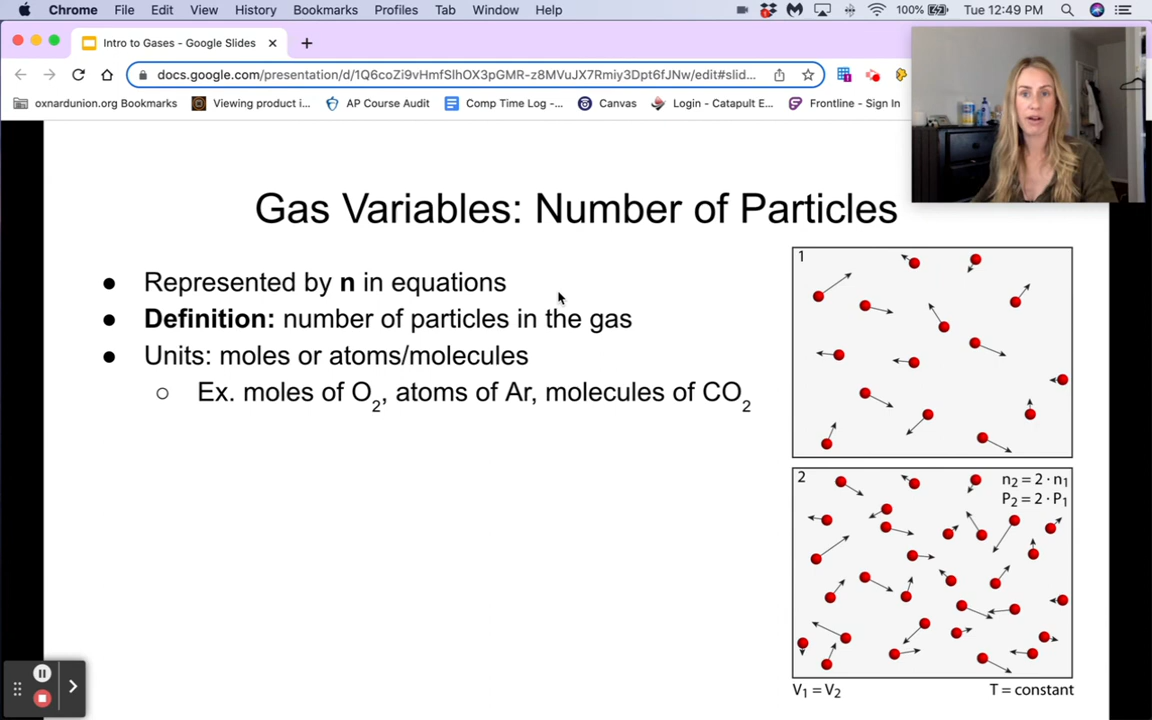 Chrome File Edit View History Bookmarks Profiles Tab Window Help 100% Tue 12:49 PM
Intro to Gases - Google Slides
docs.google.com/presentation/d/1Q6coZi9vHmfSlhOX3pGMR-z8MVuJX7Rmiy3Dpt6fJNw/edit#slid...
oxnardunion.org Bookmarks Viewing product i... AP Course Audit Comp Time Log -... Canvas Login - Catapult E... Frontline - Sign In
Gas Variables: Number of Particles
● Represented by n in equations
● Definition: number of particles in the gas
● Units: moles or atoms/molecules
○ Ex. moles of O₂, atoms of Ar, molecules of CO₂
1
2
n₂ = 2 · n₁
P₂ = 2 · P₁
V₁ = V₂ T = constant